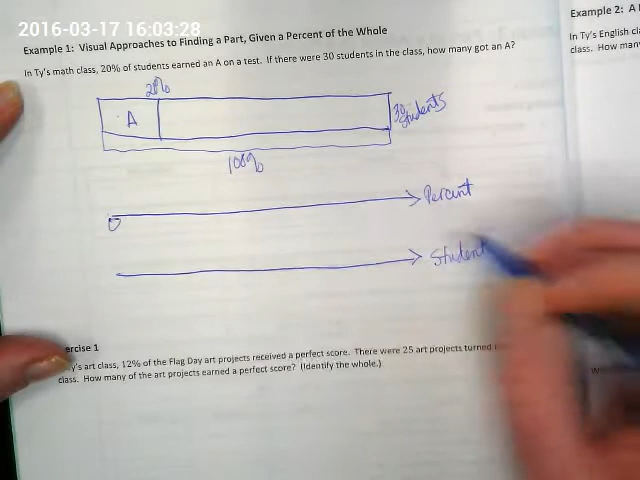 2016-03-17 16:03:28
Example 1: Visual Approaches to Finding a Part, Given a Percent of the Whole
In Ty's math class, 20% of students earned an A on a test. If there were 30 students in the class, how many got an A?
20%
A
30 Students
100%
Percent
0
Student
ercise 1
y's art class, 12% of the Flag Day art projects received a perfect score. There were 25 art projects turned
class. How many of the art projects earned a perfect score? (Identify the whole.)
Example 2: A
In Ty's English cl
class. How man